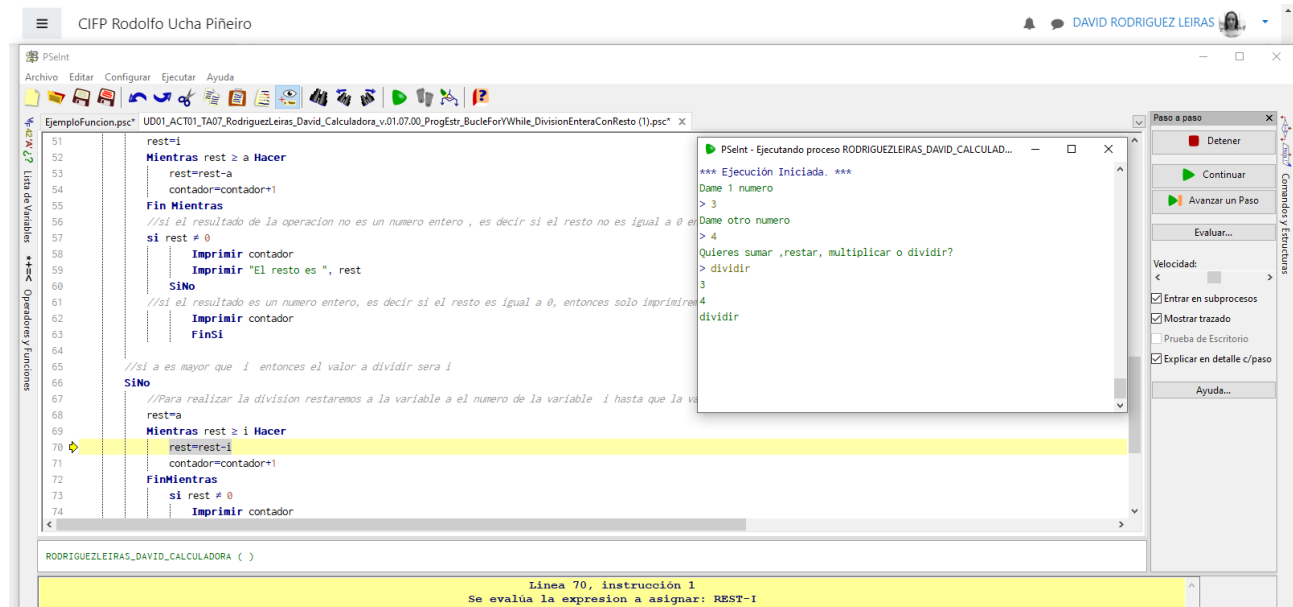 CIFP Rodolfo Ucha Piñeiro
DAVID RODRIGUEZ LEIRAS
PSeInt
Archivo Editar Configurar Ejecutar Ayuda
EjemploFuncion.psc* UD01_ACT01_TA07_RodriguezLeiras_David_Calculadora_v.01.07.00_ProgEstr_BucleForYWhile_DivisionEnteraConResto (1).psc* X
Lista de Variables
Operadores y Funciones
51 rest=i
52 Mientras rest ≥ a Hacer
53 rest=rest-a
54 contador=contador+1
55 Fin Mientras
56 //si el resultado de la operacion no es un numero entero , es decir si el resto no es igual a 0 en
57 si rest ≠ 0
58 Imprimir contador
59 Imprimir "El resto es ", rest
60 SiNo
61 //si el resultado es un numero entero, es decir si el resto es igual a 0, entonces solo imprimirem
62 Imprimir contador
63 FinSi
64
65 //si a es mayor que i entonces el valor a dividir sera i
66 SiNo
67 //Para realizar la division restaremos a la variable a el numero de la variable i hasta que la va
68 rest=a
69 Mientras rest ≥ i Hacer
70 rest=rest-i
71 contador=contador+1
72 FinMientras
73 si rest ≠ 0
74 Imprimir contador
PSeInt - Ejecutando proceso RODRIGUEZLEIRAS_DAVID_CALCULAD...
*** Ejecución Iniciada. ***
Dame 1 numero
> 3
Dame otro numero
> 4
Quieres sumar ,restar, multiplicar o dividir?
> dividir
3
4
dividir
Paso a paso
Detener
Continuar
Avanzar un Paso
Evaluar...
Velocidad:
Entrar en subprocesos
Mostrar trazado
Prueba de Escritorio
Explicar en detalle c/paso
Ayuda...
Comandos y Estructuras
RODRIGUEZLEIRAS_DAVID_CALCULADORA ( )
Linea 70, instrucción 1
Se evalúa la expresion a asignar: REST-I